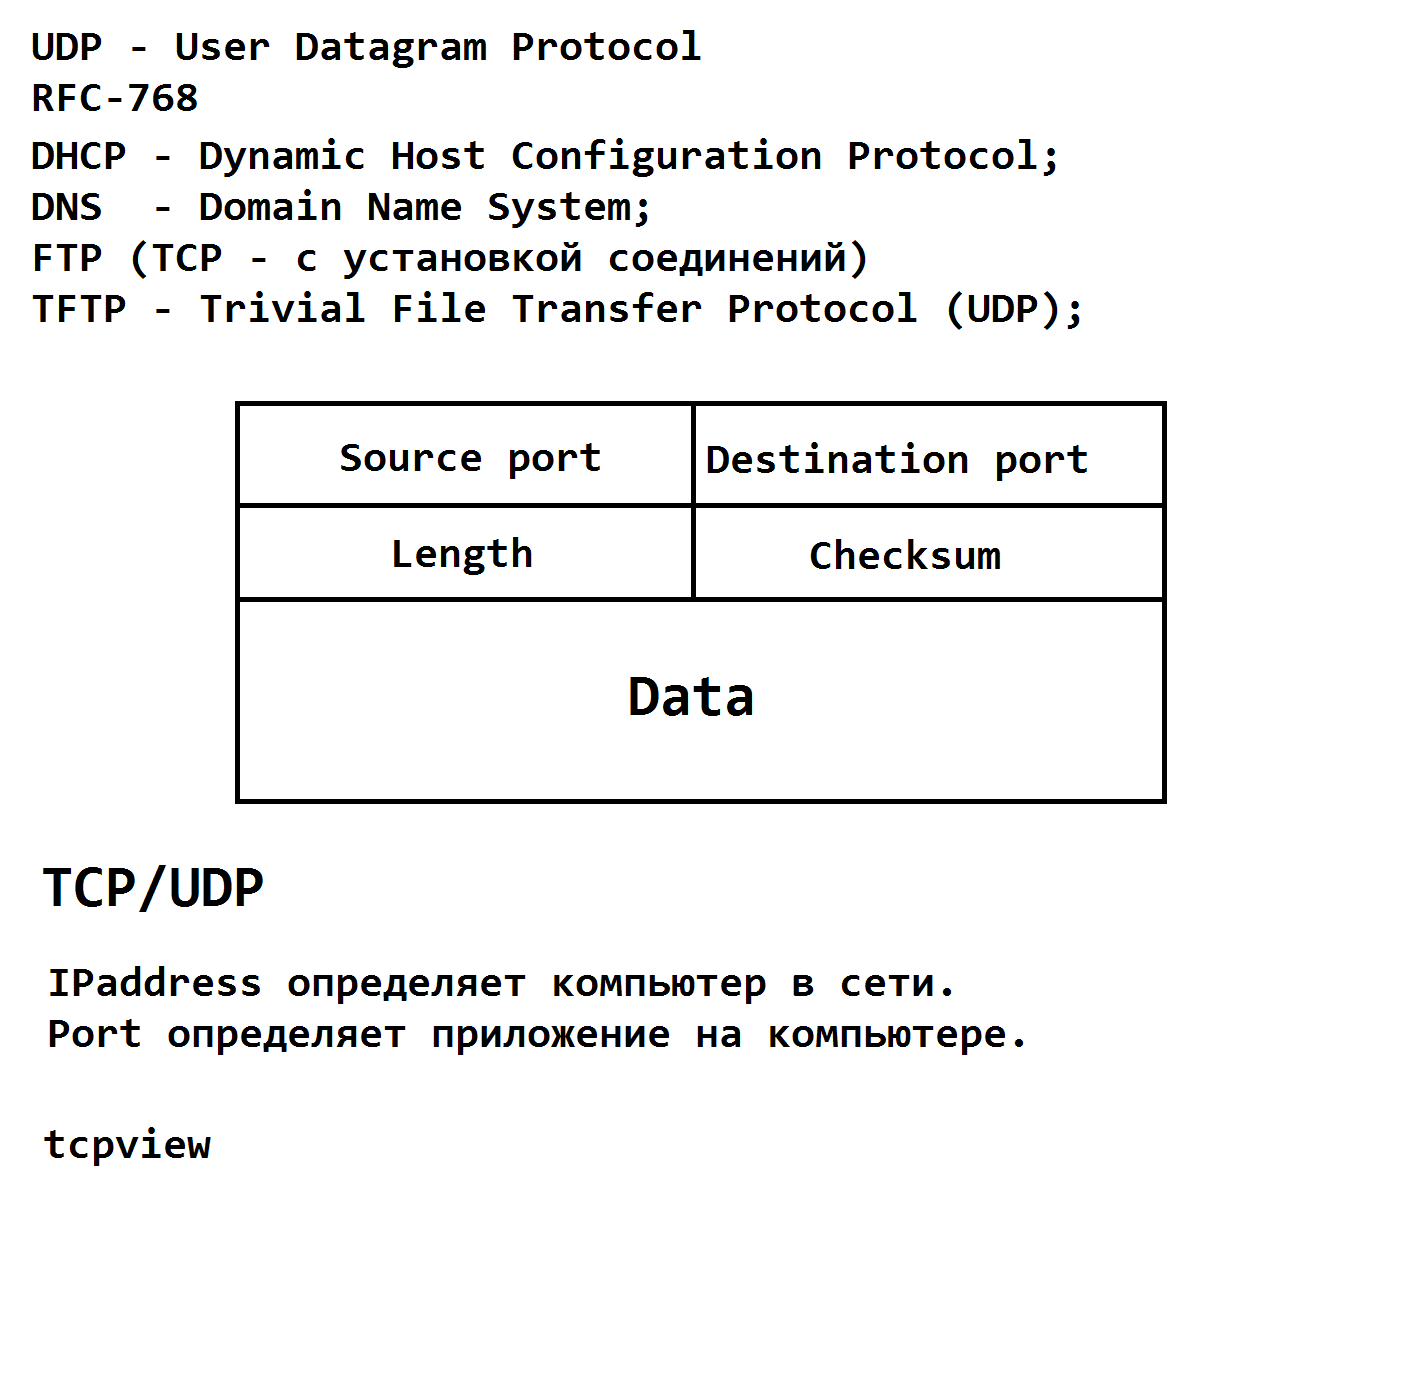 UDP - User Datagram Protocol
RFC-768
DHCP - Dynamic Host Configuration Protocol;
DNS  - Domain Name System;
FTP (TCP - с установкой соединений)
TFTP - Trivial File Transfer Protocol (UDP);
Source port
Destination port
Length
Checksum
Data
TCP/UDP
IPaddress определяет компьютер в сети.
Port определяет приложение на компьютере.
tcpview